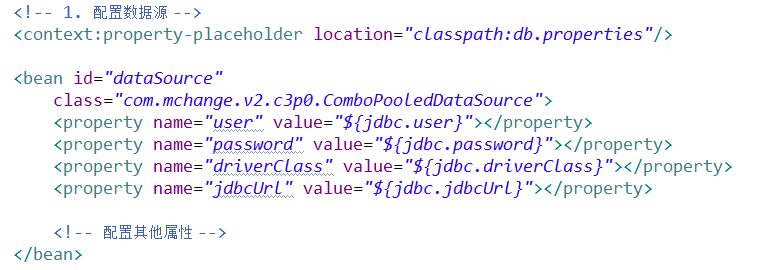 <!-- 1. 配置数据源 -->
<context:property-placeholder location="classpath:db.properties"/>
<bean id="dataSource"
class="com.mchange.v2.c3p0.ComboPooledDataSource">
<property name="user" value="${jdbc.user}"></property>
<property name="password" value="${jdbc.password}"></property>
<property name="driverClass" value="${jdbc.driverClass}"></property>
<property name="jdbcUrl" value="${jdbc.jdbcUrl}"></property>
<!-- 配置其他属性 -->
</bean>